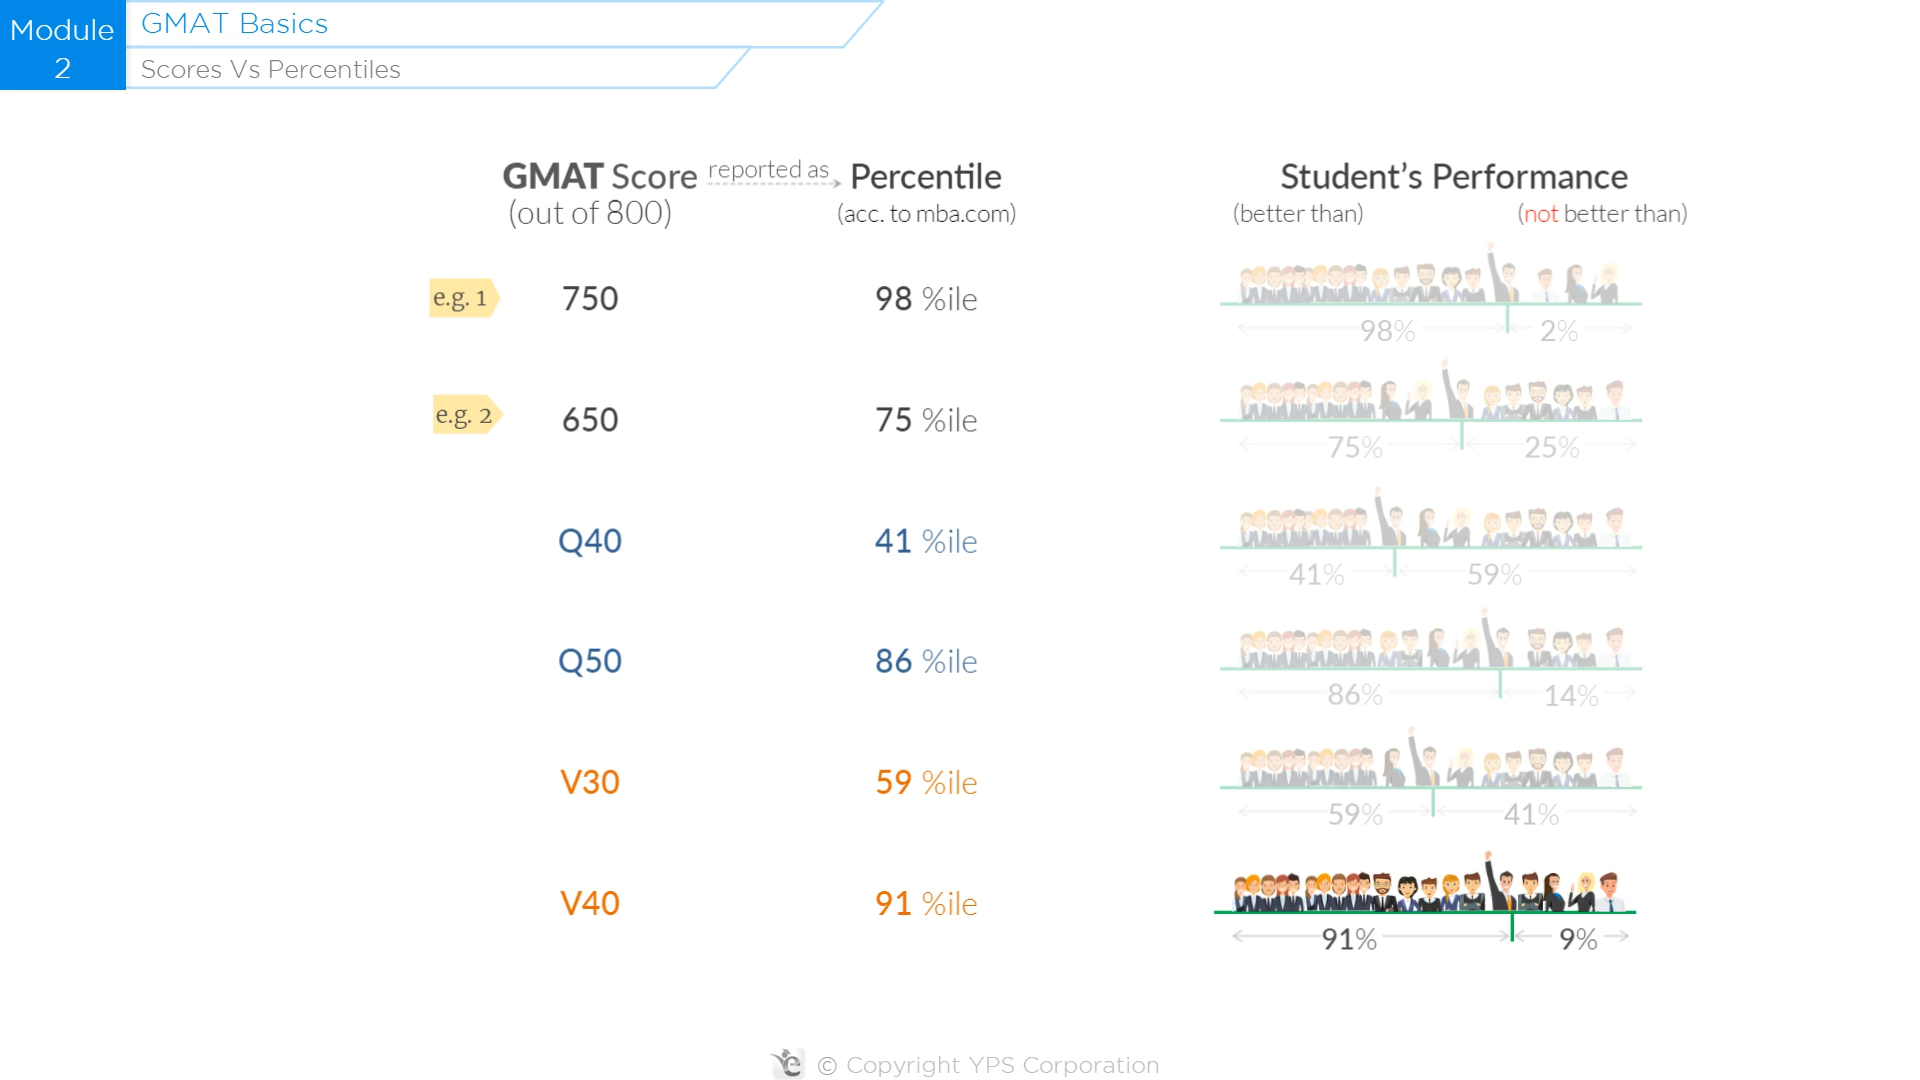 Module
2
GMAT Basics
Scores Vs Percentiles
GMAT Score reported as Percentile
(out of 800)
(acc. to mba.com)
Student's Performance
(better than) (not better than)
e.g. 1 750 98 %ile
98% 2%
e.g. 2 650 75 %ile
75% 25%
Q40 41 %ile
41% 59%
Q50 86 %ile
86% 14%
V30 59 %ile
59% 41%
V40 91 %ile
91% 9%
e © Copyright YPS Corporation